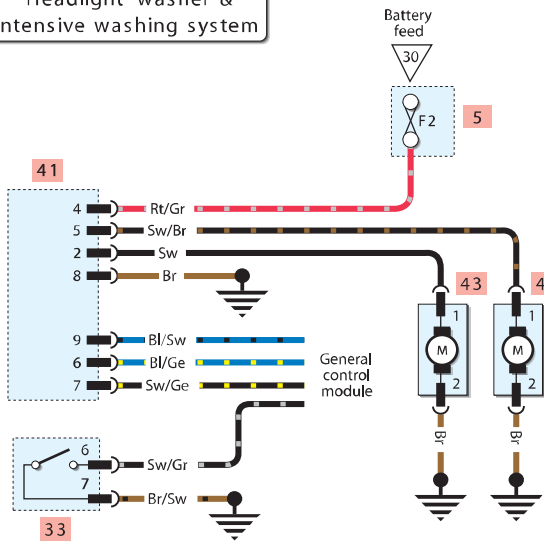 Headlight washer &
intensive washing system
Battery
feed
30
F2
5
41
4 Rt/Gr
5 Sw/Br
2 Sw
8 Br
9 Bl/Sw
6 Bl/Ge
7 Sw/Ge
General
control
module
43
1
M
2
Br
4
1
M
2
Br
6 Sw/Gr
7 Br/Sw
33